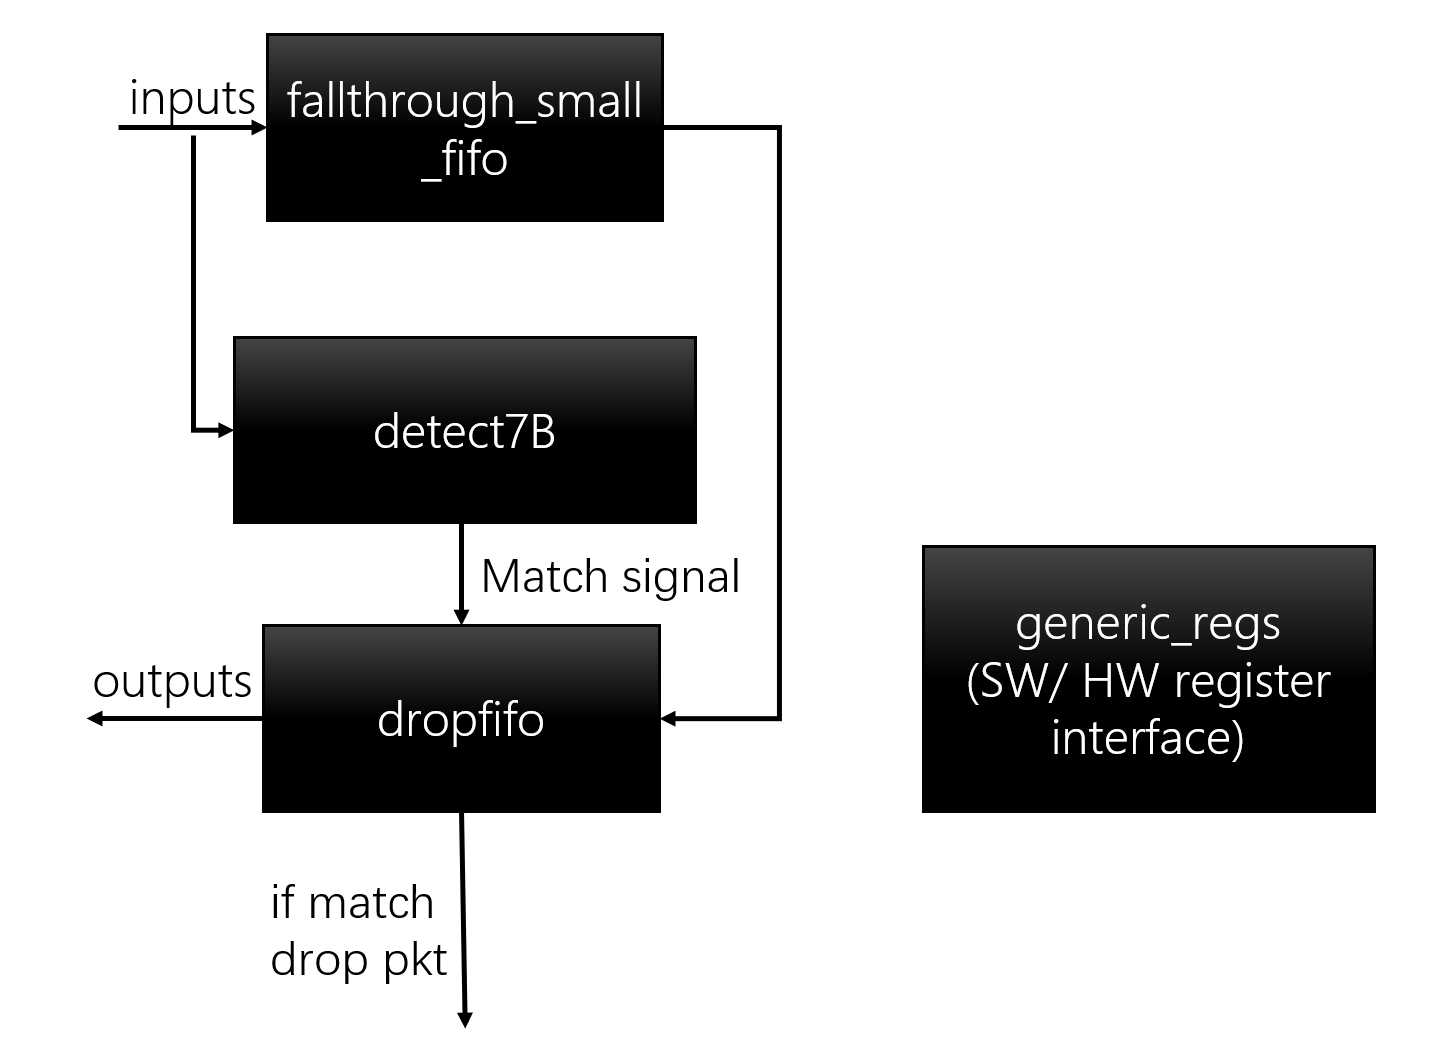 inputs
fallthrough_small
_fifo
detect7B
Match signal
outputs
dropfifo
generic_regs
(SW/ HW register
interface)
if match
drop pkt